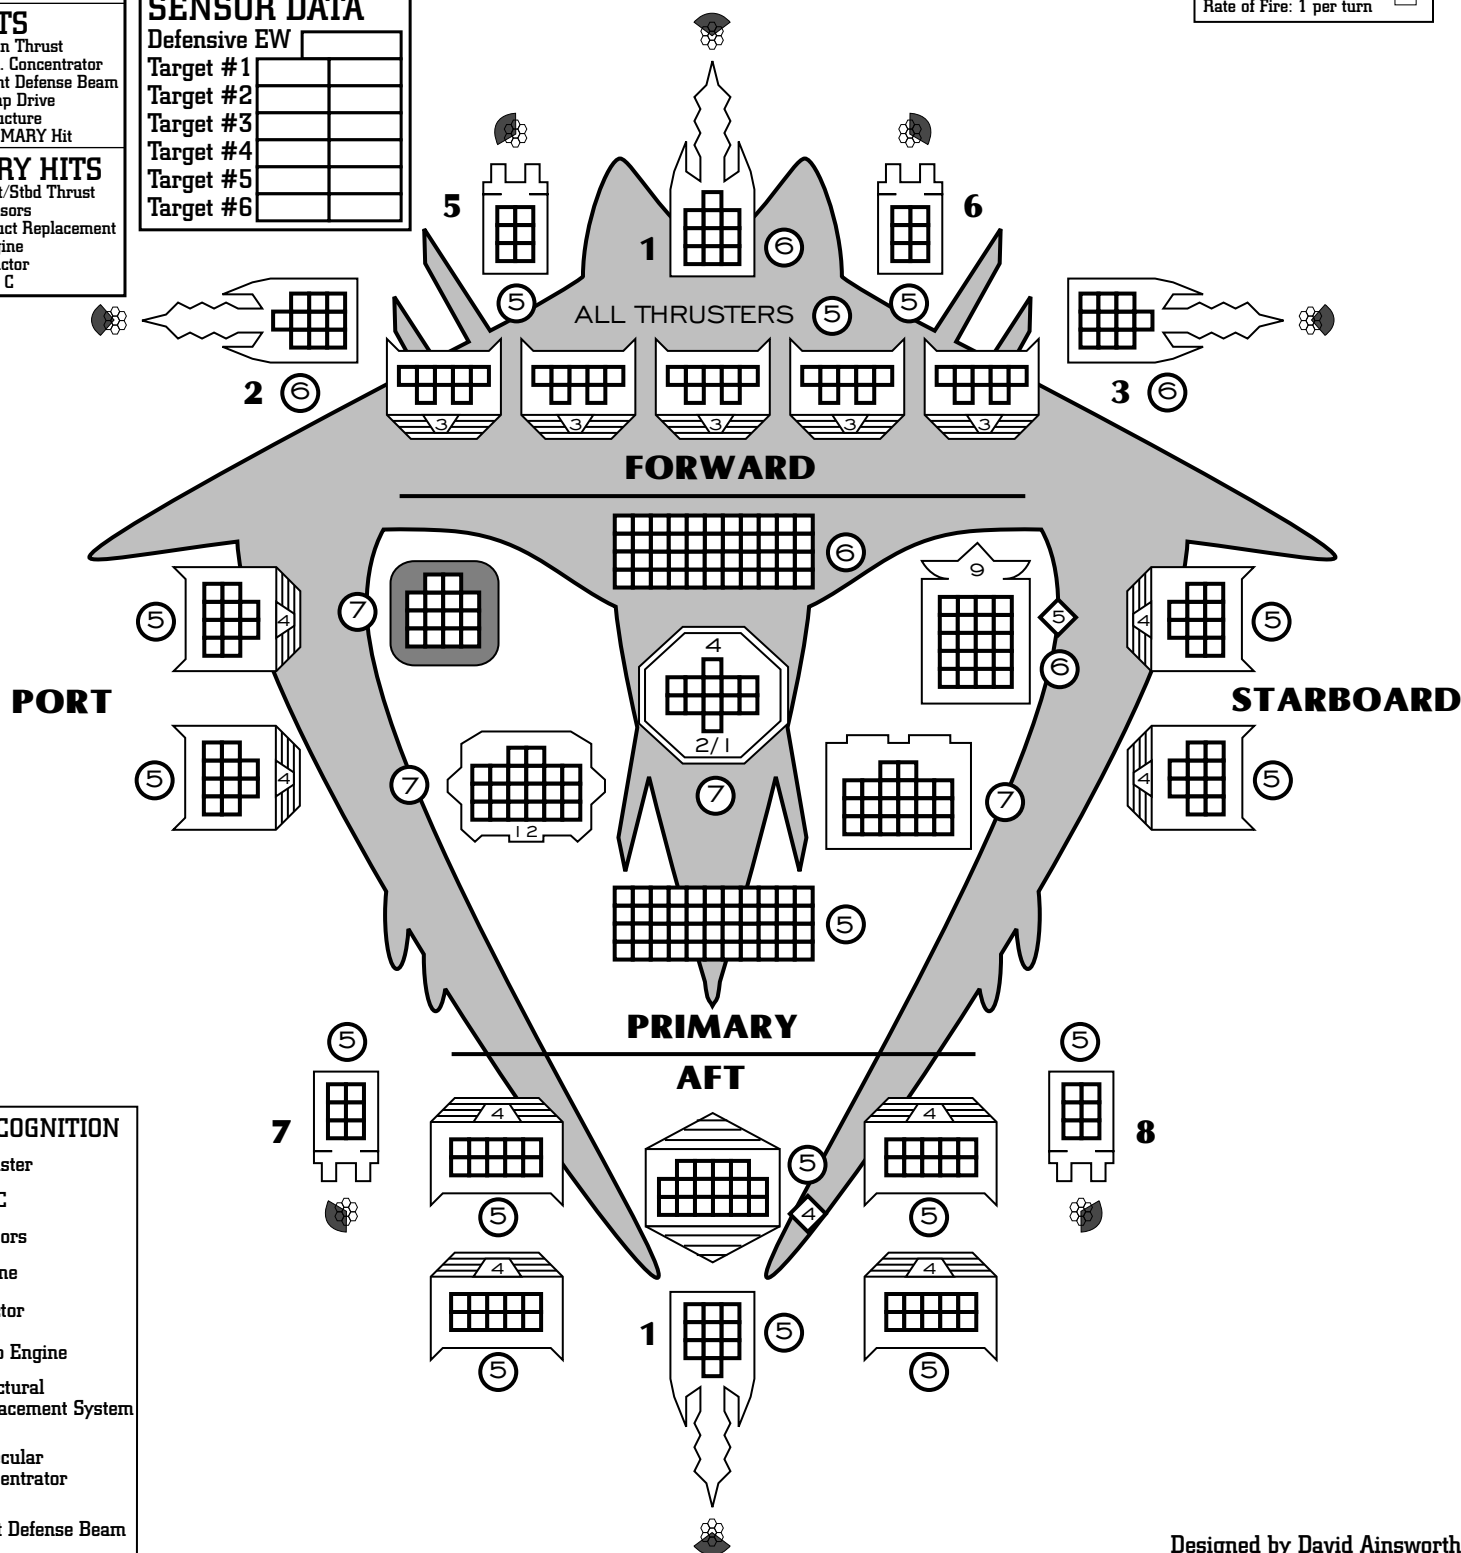 SENSOR DATA
Defensive EW
Target #1
Target #2
Target #3
Target #4
Target #5
Target #6
Rate of Fire: 1 per turn
TS
n Thrust
. Concentrator
nt Defense Beam
p Drive
ucture
MARY Hit
RY HITS
t/Stbd Thrust
sors
uct Replacement
gine
ctor
C
5
1
6
6
5
ALL THRUSTERS
5
5
2
6
3
6
3
3
3
3
3
FORWARD
6
9
5
4
7
4
5
4
5
6
PORT
STARBOARD
2/1
5
4
7
12
7
7
4
5
5
PRIMARY
AFT
5
5
7
8
4
4
5
5
4
5
4
4
1
5
5
5
COGNITION
ster
C
ors
ne
tor
p Engine
ctural
acement System
cular
entrator
t Defense Beam
Designed by David Ainsworth